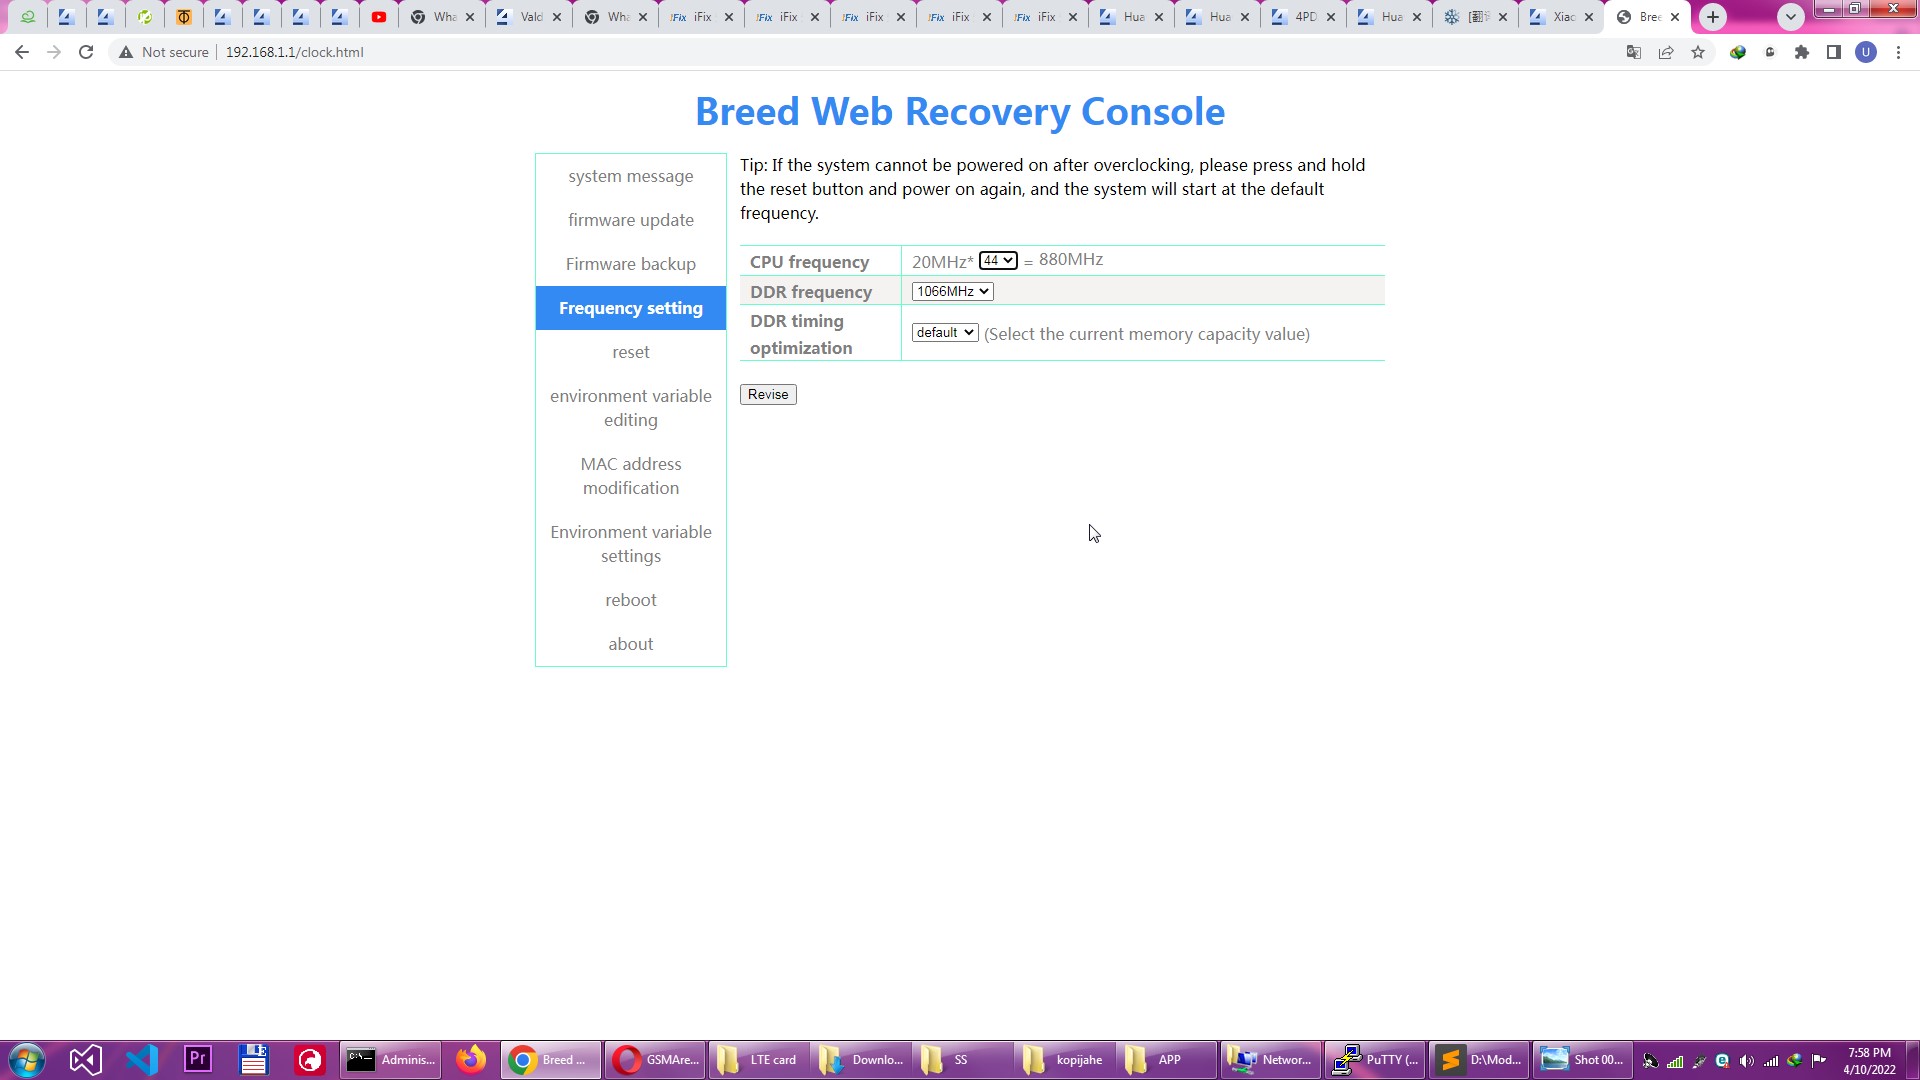 Wha
Vald
Wha
iFix iFix
iFix iFix
iFix iFix
iFix iFix
iFix iFix
Hua
Hua
4PD
Hua
Xiac
Bree
Not secure
192.168.1.1/clock.html
U
Breed Web Recovery Console
system message
firmware update
Firmware backup
Frequency setting
reset
environment variable
editing
MAC address
modification
Environment variable
settings
reboot
about
Tip: If the system cannot be powered on after overclocking, please press and hold
the reset button and power on again, and the system will start at the default
frequency.
CPU frequency 20MHz* 44 = 880MHz
DDR frequency 1066MHz
DDR timing
optimization
default (Select the current memory capacity value)
Revise
Pr
C:\
Adminis...
Breed ...
GSMAre...
LTE card
Downlo...
SS
kopijahe
APP
Networ...
PuTTY (...
D:\Mod...
Shot 00...
7:58 PM
4/10/2022